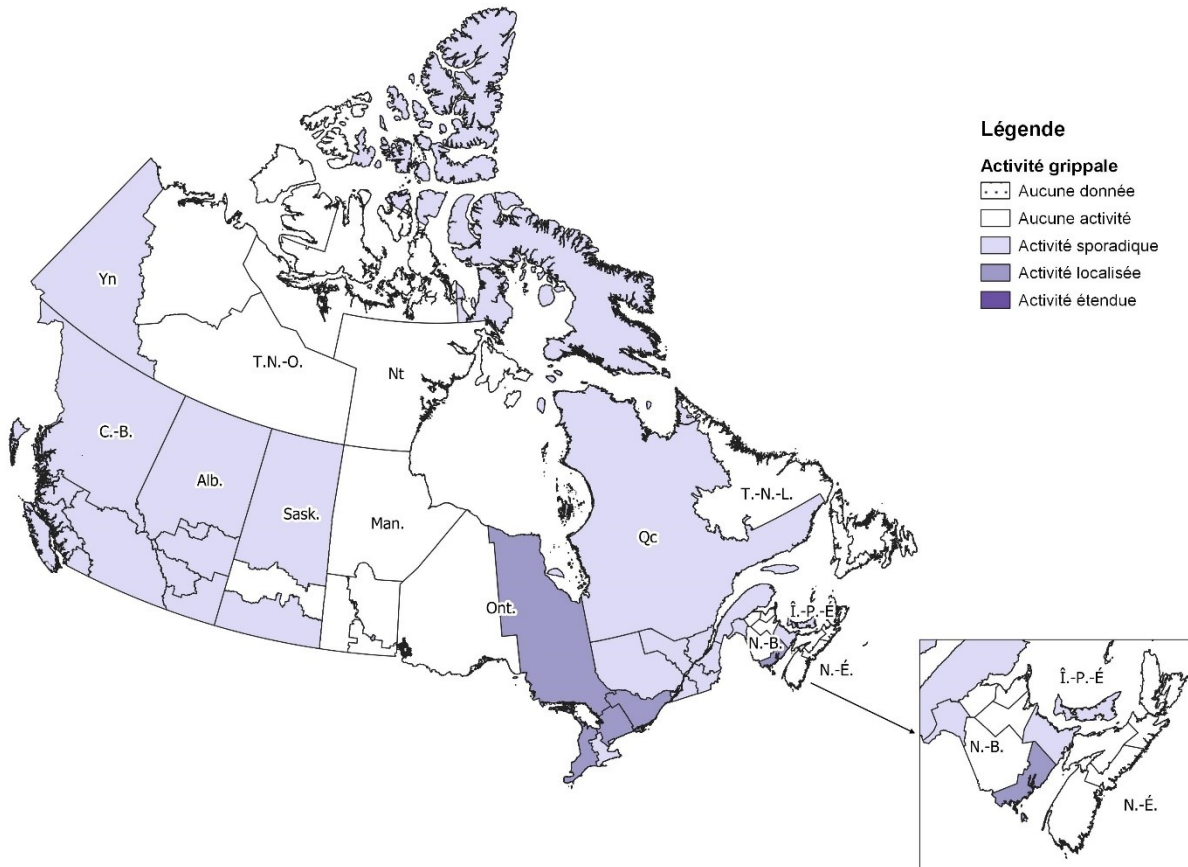 Légende
Activité grippale
Aucune donnée
Aucune activité
Activité sporadique
Activité localisée
Activité étendue
Yn
T.N.-O.
Nt
C.-B.
Alb.
Sask.
Man.
Ont.
Qc
T.-N.-L.
Î.-P.-É
N.-B.
N.-É.
Î.-P.-É
N.-B.
N.-É.